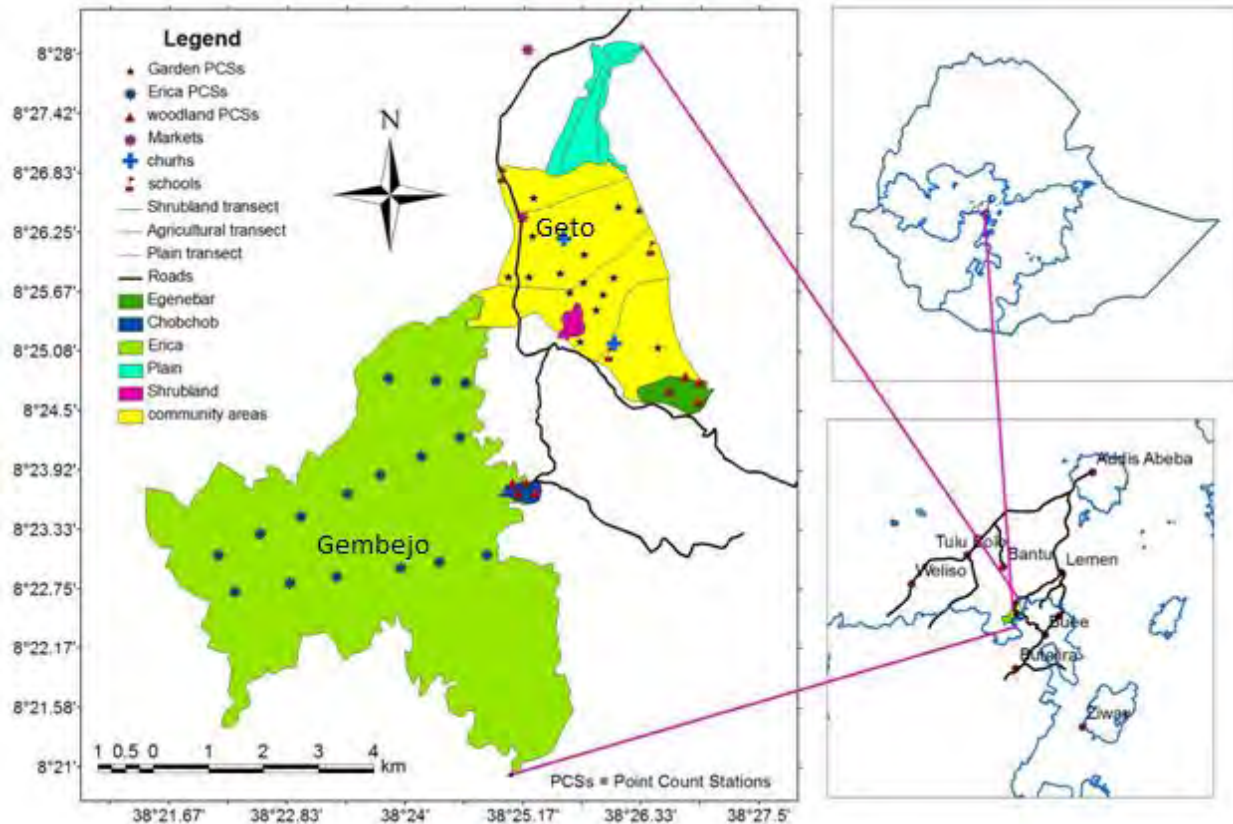 Legend
Garden PCSs
Erica PCSs
woodland PCSs
Markets
churhs
schools
Shrubland transect
Agricultural transect
Plain transect
Roads
Egenebar
Chobchob
Erica
Plain
Shrubland
community areas
N
Geto
Gembejo
8°28'
8°27.42'
8°26.83'
8°26.25'
8°25.67'
8°25.08'
8°24.5'
8°23.92'
8°23.33'
8°22.75'
8°22.17'
8°21.58'
8°21'
1 0.5 0 1 2 3 4
km
PCSs = Point Count Stations
38°21.67' 38°22.83' 38°24' 38°25.17' 38°26.33' 38°27.5'
Addis Abeba
Tulu
Bantu
Lemen
Weliso
Buee
Butajira
Ziway